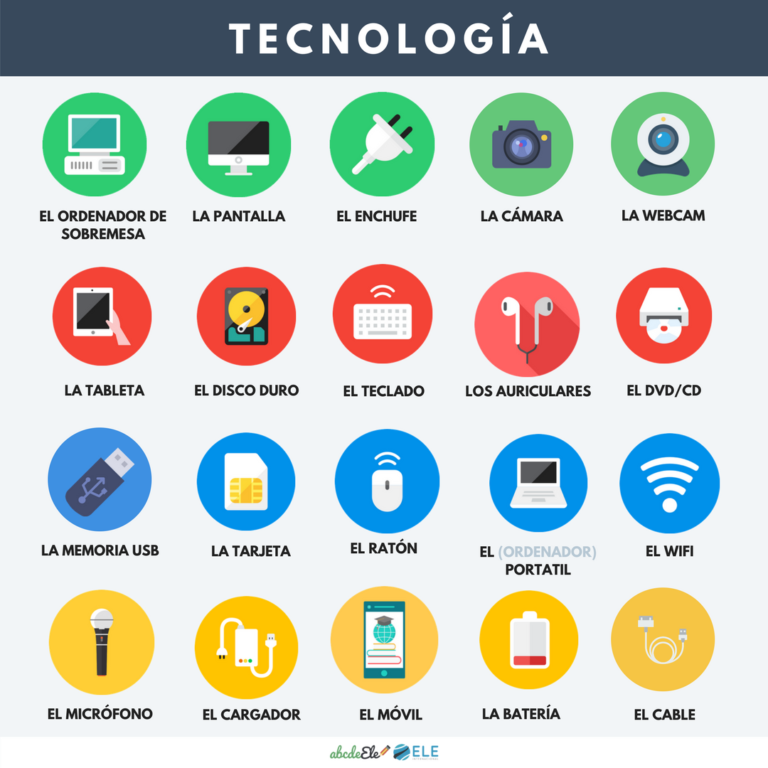 TECNOLOGÍA
EL ORDENADOR DE
SOBREMESA
LA PANTALLA
EL ENCHUFE
LA CÁMARA
LA WEBCAM
LA TABLETA
EL DISCO DURO
EL TECLADO
LOS AURICULARES
EL DVD/CD
LA MEMORIA USB
LA TARJETA
EL RATÓN
EL (ORDENADOR)
PORTATIL
EL WIFI
EL MICRÓFONO
EL CARGADOR
EL MÓVIL
LA BATERÍA
EL CABLE
abcdeEle
ELE